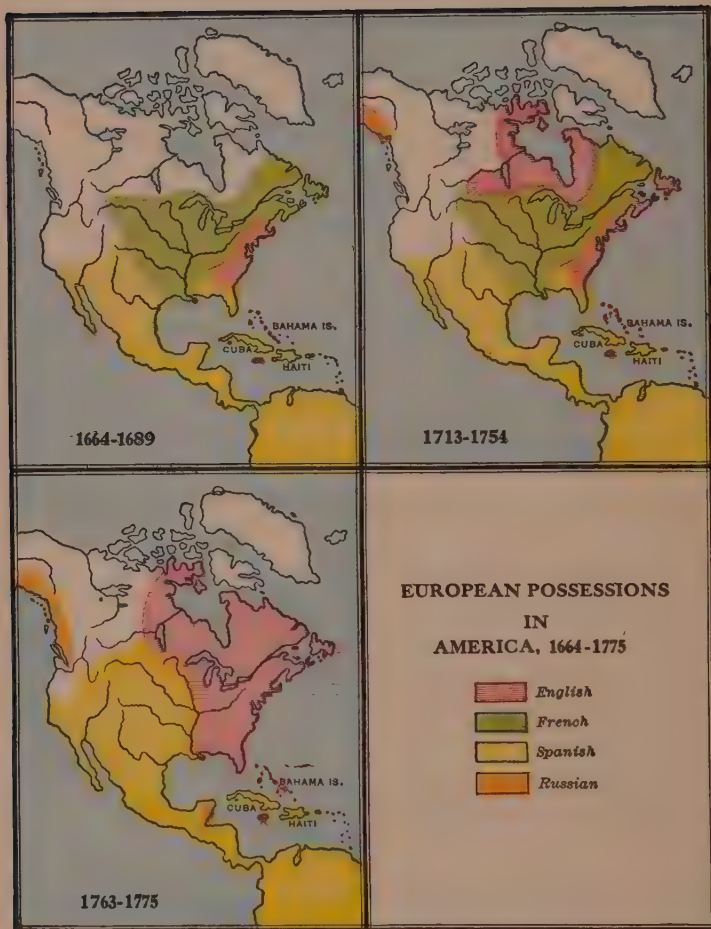 BAHAMA IS.
CUBA
HAITI
1664-1689
BAHAMA IS.
CUBA
HAITI
1713-1754
BAHAMA IS.
CUBA
HAITI
1763-1775
EUROPEAN POSSESSIONS
IN
AMERICA, 1664-1775
English
French
Spanish
Russian